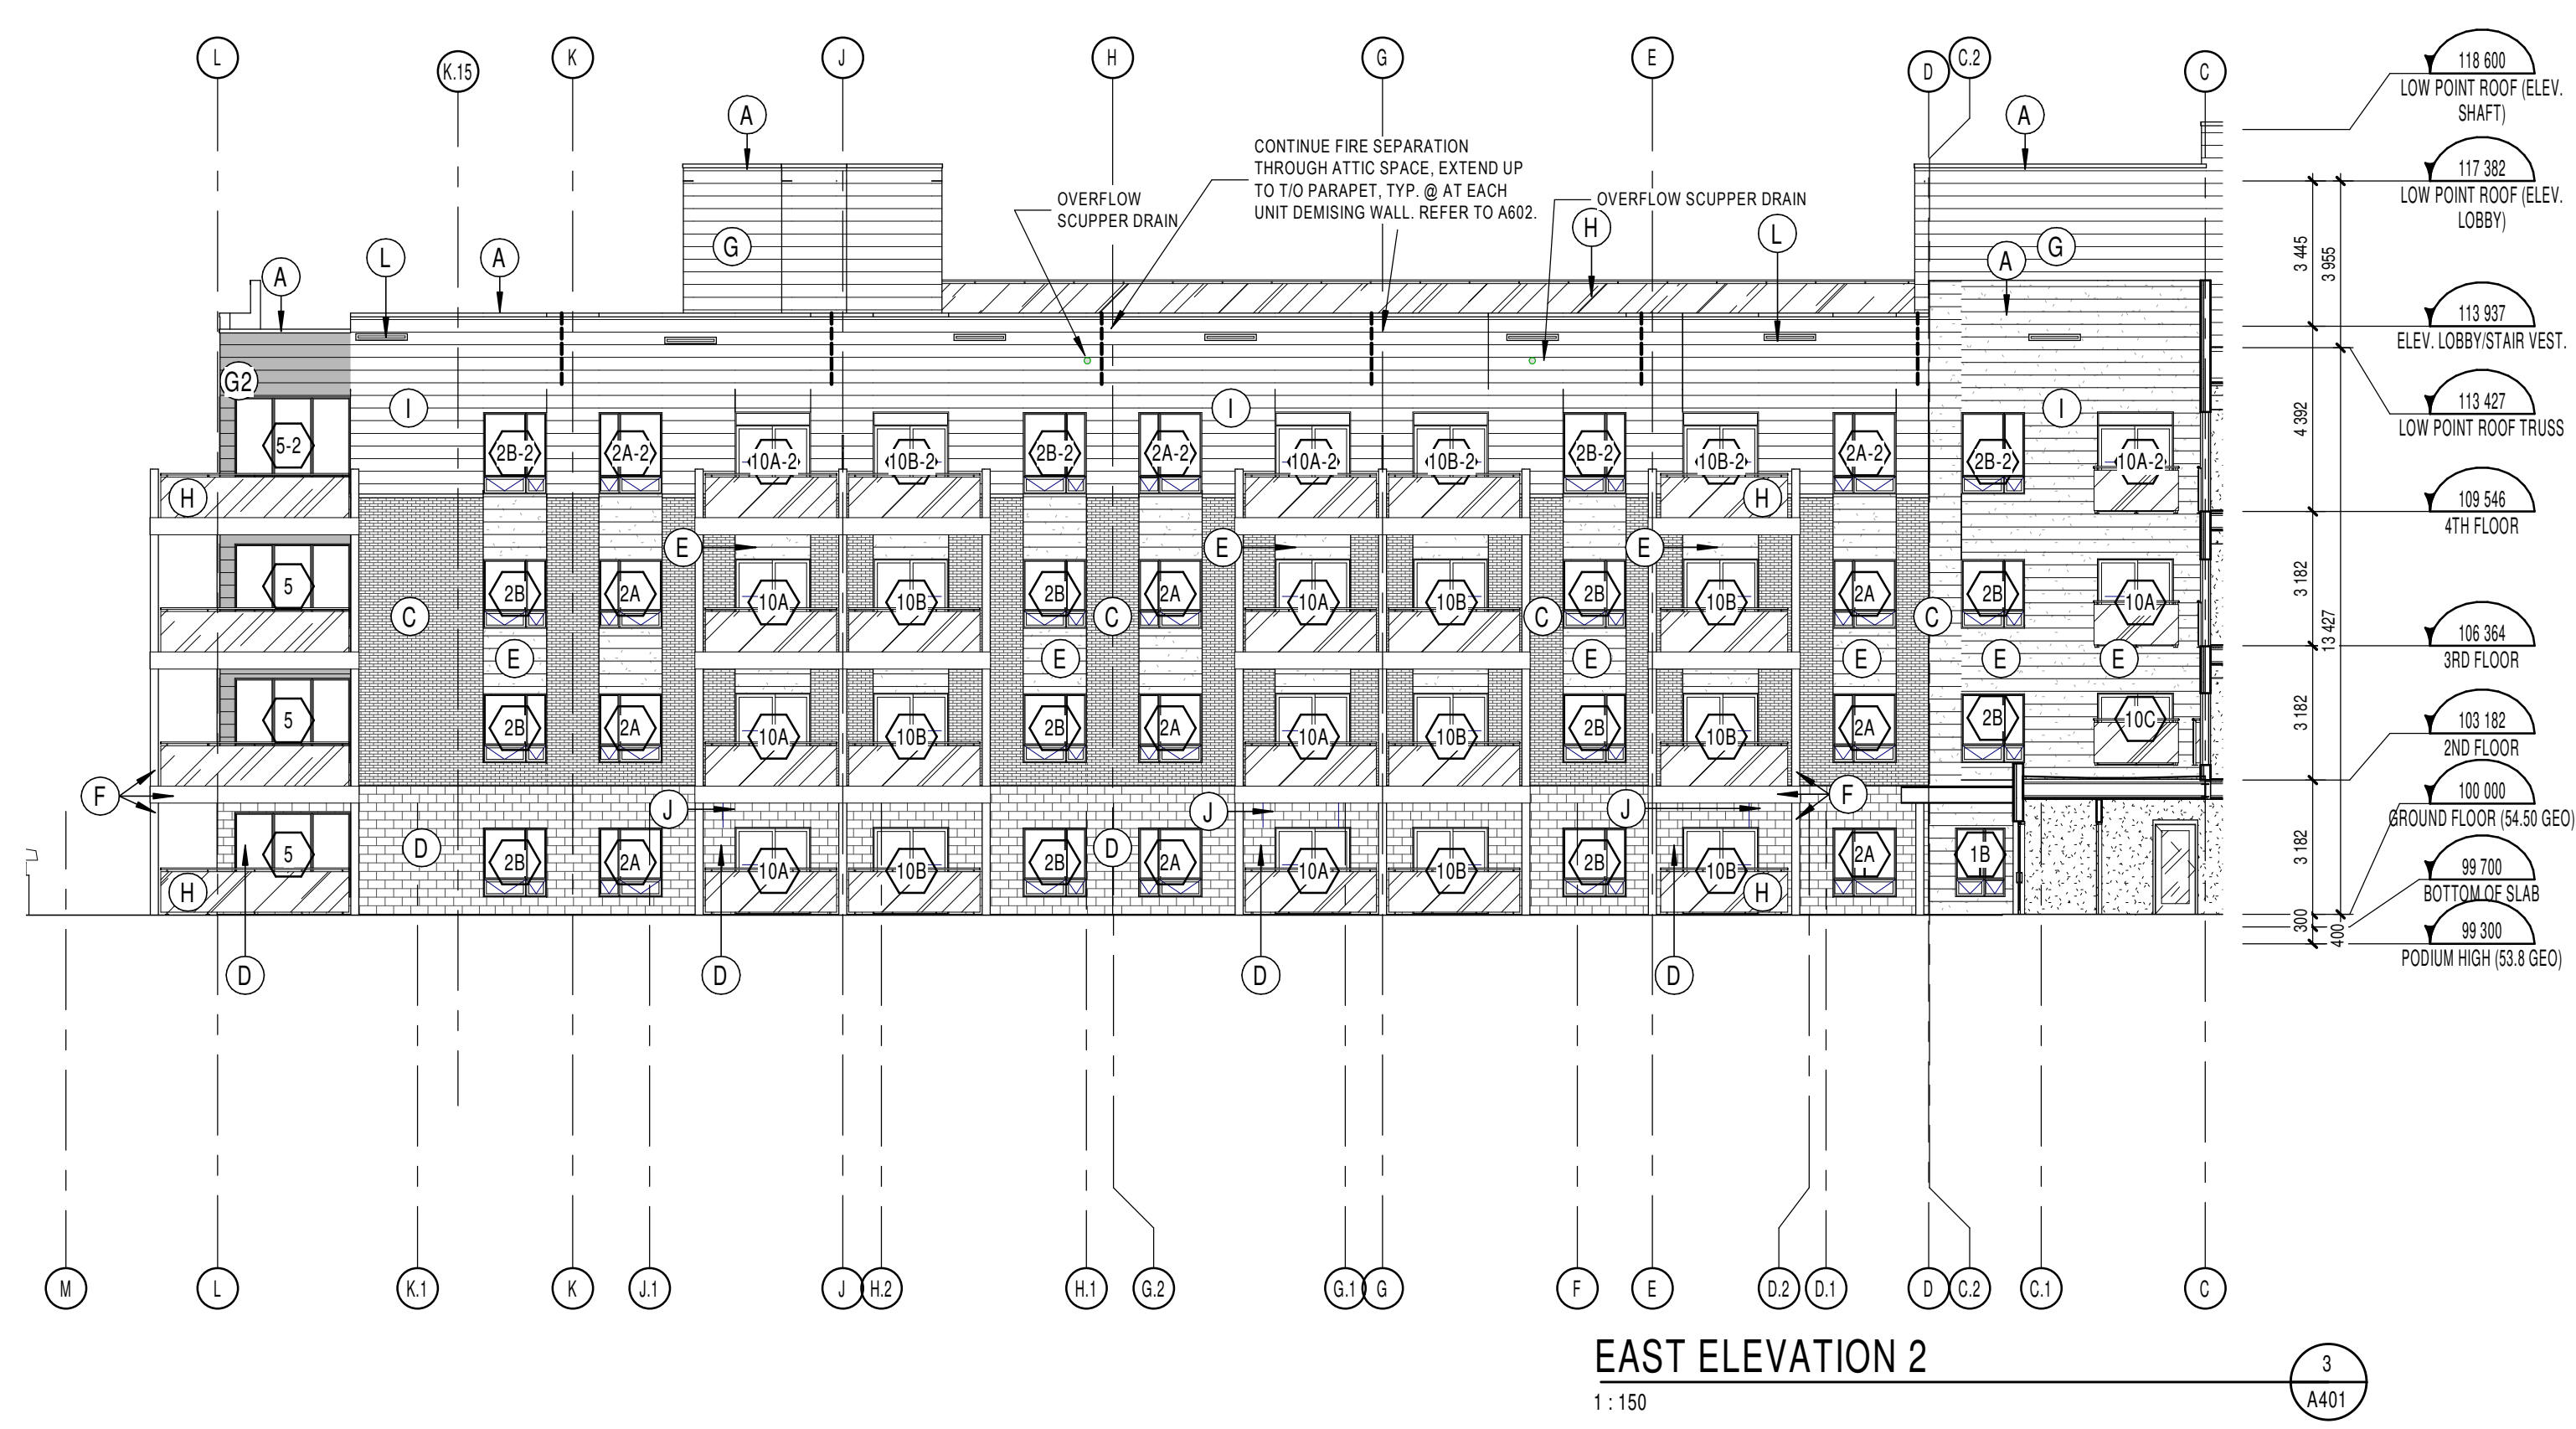 L
K.15
K
J
H
G
E
D
C.2
C
118 600
LOW POINT ROOF (ELEV.
SHAFT)
A
A
CONTINUE FIRE SEPARATION
THROUGH ATTIC SPACE, EXTEND UP
TO T/O PARAPET, TYP. @ AT EACH
UNIT DEMISING WALL. REFER TO A602.
OVERFLOW
SCUPPER DRAIN
OVERFLOW SCUPPER DRAIN
117 382
LOW POINT ROOF (ELEV.
LOBBY)
A
L
A
G
H
L
A
G
3 445
3 955
113 937
ELEV. LOBBY/STAIR VEST.
G2
I
I
I
4 392
113 427
LOW POINT ROOF TRUSS
5-2
2B-2
2A-2
10A-2
10B-2
2B-2
2A-2
10A-2
10B-2
2B-2
10B-2
2A-2
2B-2
10A-2
H
H
109 546
4TH FLOOR
E
E
E
5
2B
2A
10A
10B
2B
2A
10A
10B
2B
10B
2A
2B
10A
3 182
13 427
C
C
C
C
106 364
3RD FLOOR
E
E
E
E
E
E
5
2B
2A
10A
10B
2B
2A
10A
10B
2B
10B
2A
2B
10C
3 182
103 182
2ND FLOOR
F
J
J
J
F
100 000
GROUND FLOOR (54.50 GEO)
5
D
2B
2A
10A
10B
2B
D
2A
10A
10B
2B
10B
2A
1B
3 182
H
H
99 700
BOTTOM OF SLAB
300
400
99 300
PODIUM HIGH (53.8 GEO)
D
D
D
D
M
L
K.1
K
J.1
J
H.2
H.1
G.2
G.1
G
F
E
D.2
D.1
D
C.2
C.1
C
EAST ELEVATION 2
1 : 150
3
A401